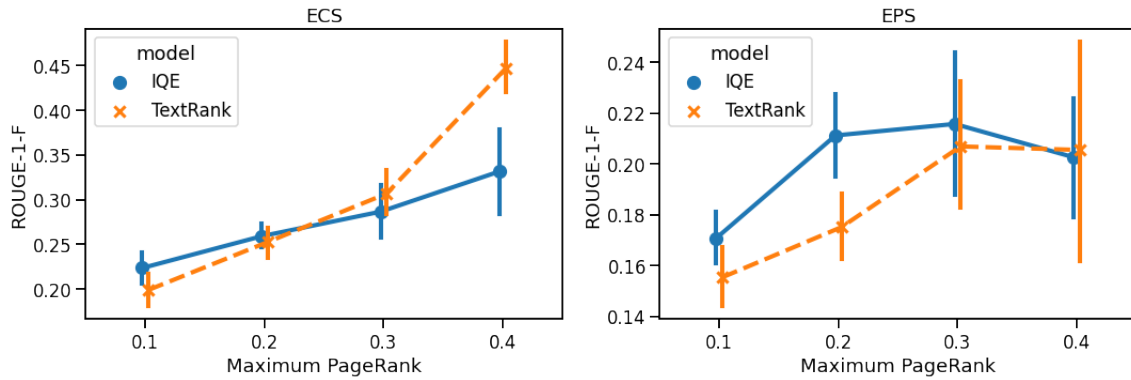 ECS
ROUGE-1-F
0.45
0.40
0.35
0.30
0.25
0.20
model
IQE
TextRank
0.1 0.2 0.3 0.4
Maximum PageRank
EPS
ROUGE-1-F
0.24
0.22
0.20
0.18
0.16
0.14
model
IQE
TextRank
0.1 0.2 0.3 0.4
Maximum PageRank